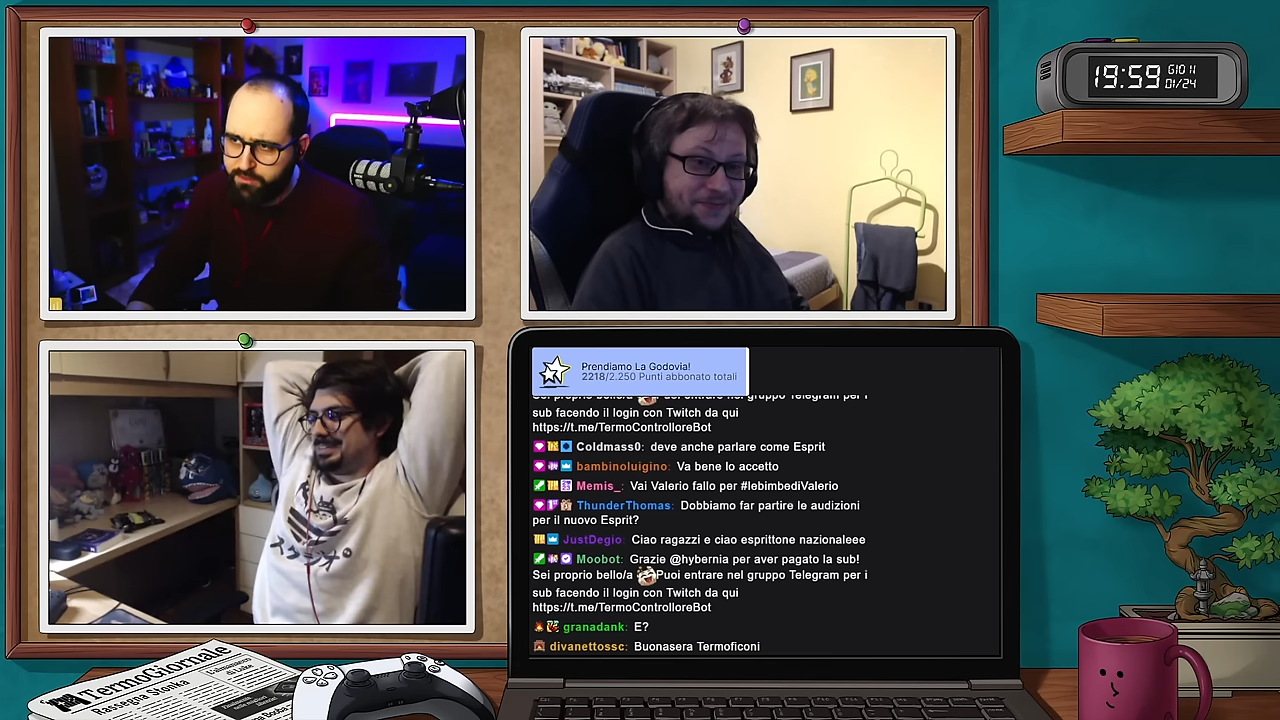 19:59
GIO 11
01/24
Prendiamo La Godovia!
2218/2.250 Punti abbonato totali
sub facendo il login con Twitch da qui
https://t.me/TermoControlloreBot
Coldmass0: deve anche parlare come Esprit
bambinoluigino: Va bene lo accetto
Memis_: Vai Valerio fallo per #lebimbediValerio
ThunderThomas: Dobbiamo far partire le audizioni
per il nuovo Esprit?
JustDegio: Ciao ragazzi e ciao esprittone nazionaleee
Moobot: Grazie @hybernia per aver pagato la sub!
Sei proprio bello/a Puoi entrare nel gruppo Telegram per i
sub facendo il login con Twitch da qui
https://t.me/TermoControlloreBot
granadank: E?
divanettossc: Buonasera Termoficoni
TermoGiornale